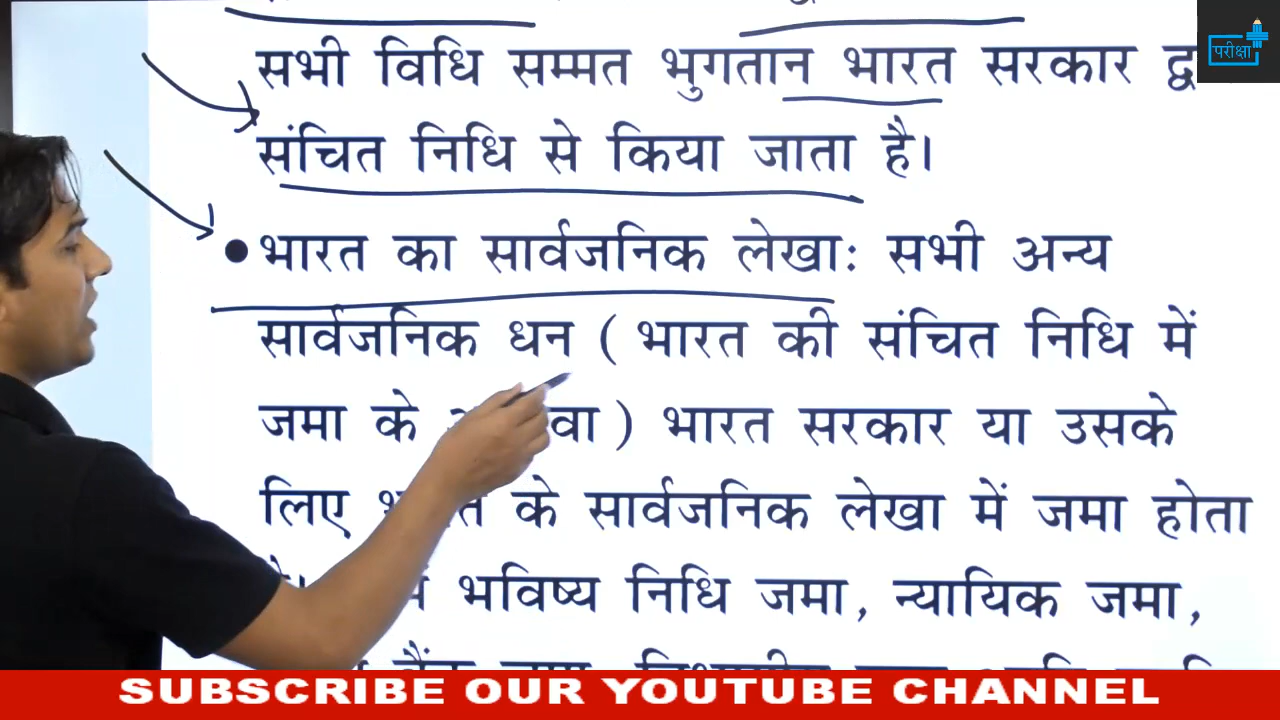 परीक्षा
सभी विधि सम्मत भुगतान भारत सरकार
संचित निधि से किया जाता है।
● भारत का सार्वजनिक लेखाः सभी अन्य
सार्वजनिक धन ( भारत की संचित निधि में
जमा के ) भारत सरकार या उसके
लिए के सार्वजनिक लेखा में जमा होता
भविष्य निधि जमा, न्यायिक जमा,
SUBSCRIBE OUR YOUTUBE CHANNEL